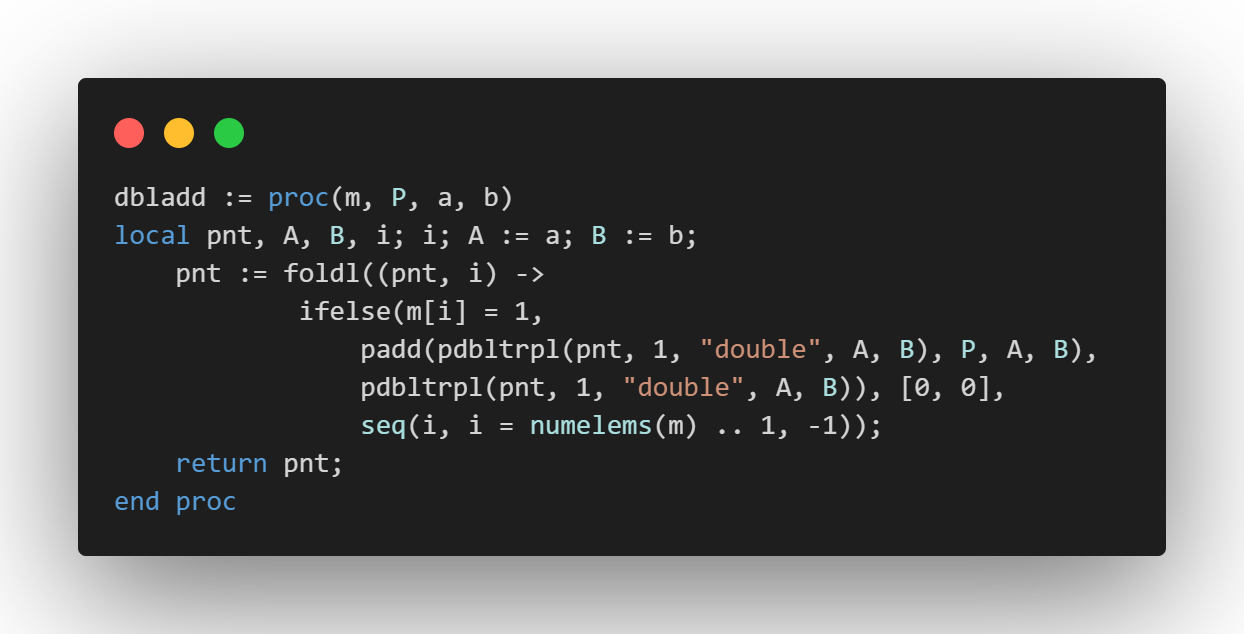 dbladd := proc(m, P, a, b)
local pnt, A, B, i; i; A := a; B := b;
    pnt := foldl((pnt, i) ->
            ifelse(m[i] = 1,
                padd(pdbltrpl(pnt, 1, "double", A, B), P, A, B),
                pdbltrpl(pnt, 1, "double", A, B)), [0, 0],
                seq(i, i = numelems(m) .. 1, -1));
    return pnt;
end proc